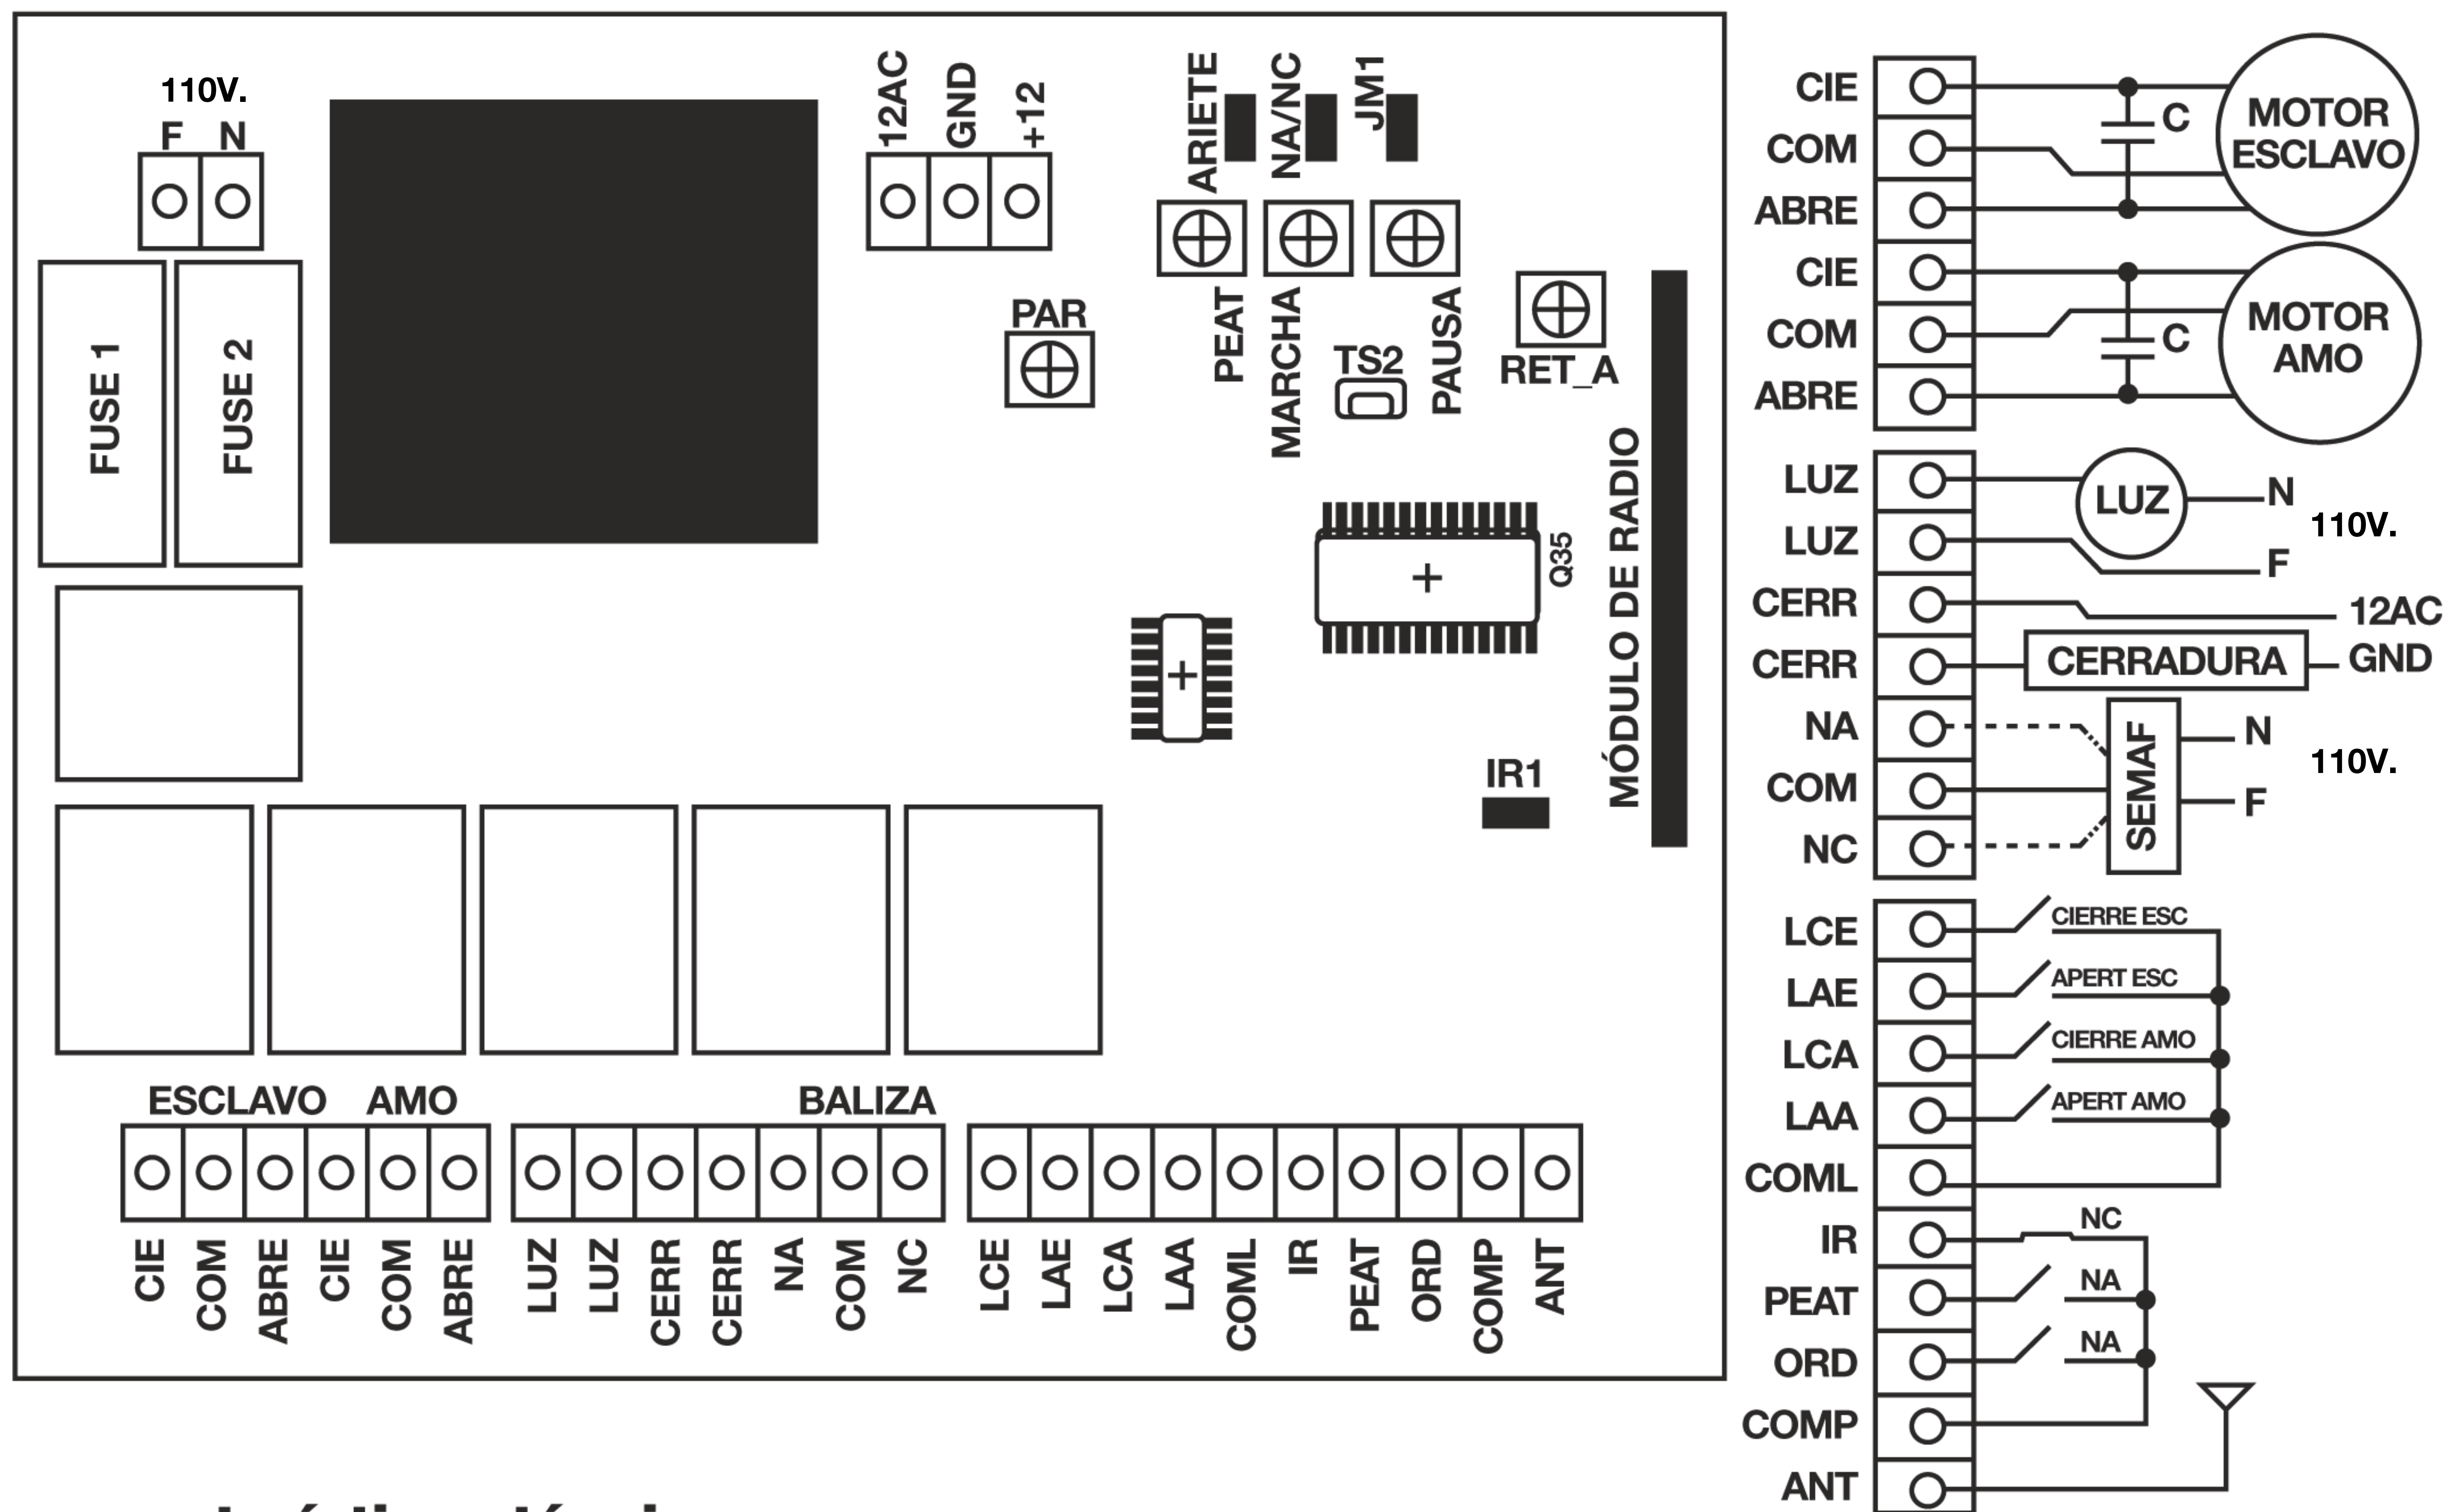 110V.
F N
12AC
GND
+12
ARIETE
NA/NC
JM1
FUSE 1
FUSE 2
PAR
PEAT
MARCHA
TS2
PAUSA
RET_A
MÓDULO DE RADIO
Q35
IR1
ESCLAVO AMO
BALIZA
CIE
COM
ABRE
CIE
COM
ABRE
LUZ
LUZ
CERR
CERR
NA
COM
NC
LCE
LAE
LCA
LAA
COML
IR
PEAT
ORD
COMP
ANT
CIE
COM
ABRE
C
MOTOR
ESCLAVO
CIE
COM
ABRE
C
MOTOR
AMO
LUZ
LUZ
LUZ
N
110V.
F
CERR
12AC
CERR
CERRADURA
GND
NA
COM
NC
SEMAF
N
110V.
F
LCE CIERRE ESC
LAE APERT ESC
LCA CIERRE AMO
LAA APERT AMO
COML
IR NC
PEAT NA
ORD NA
COMP
ANT